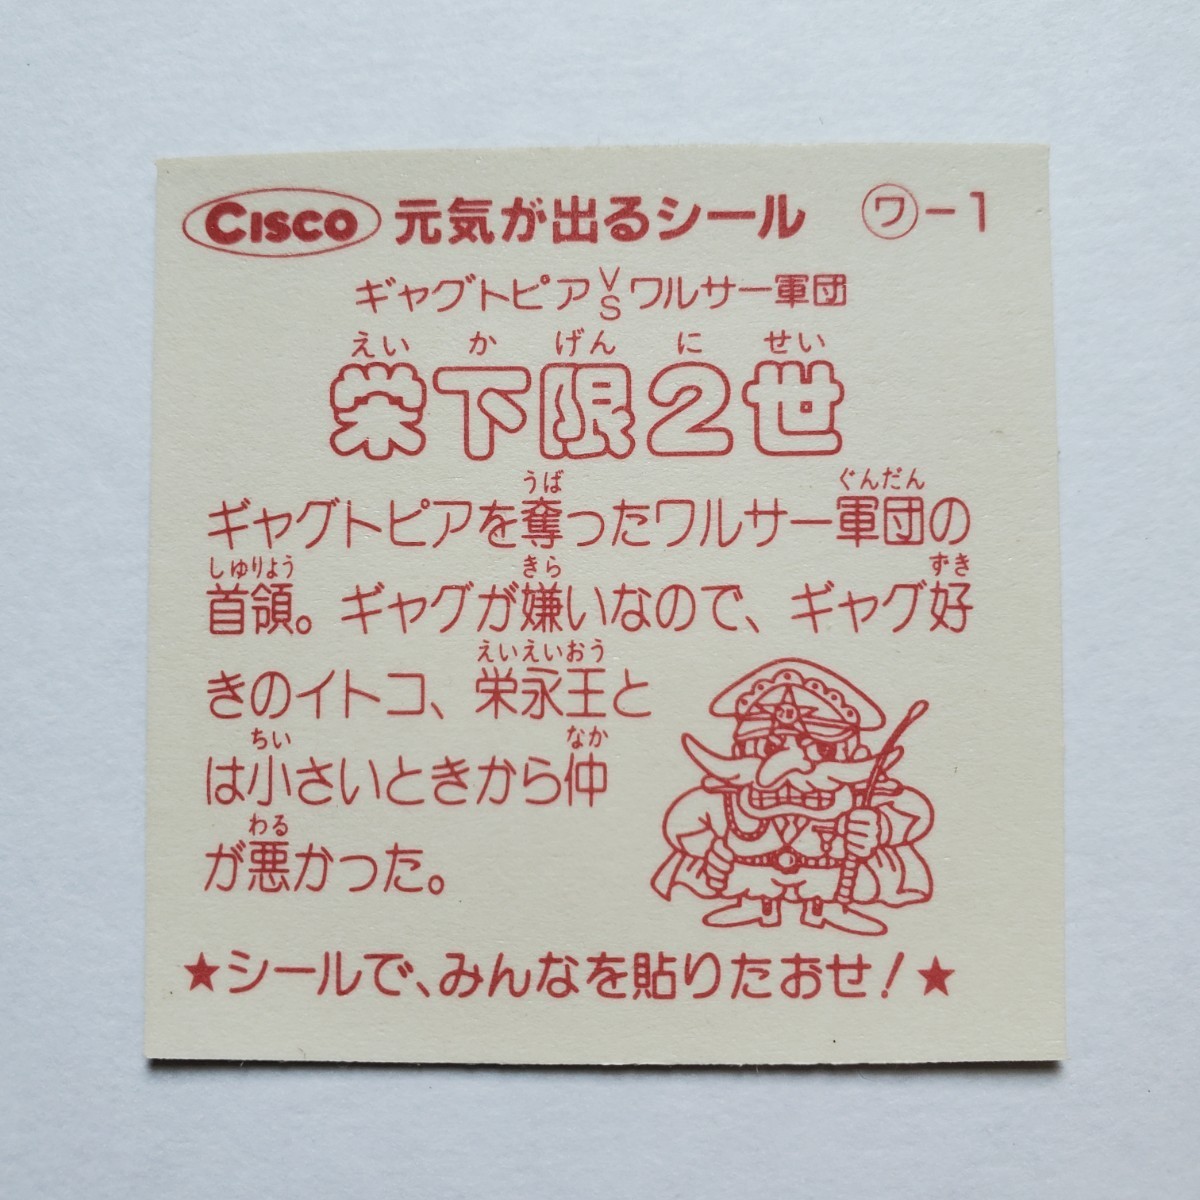 CISCO 元気が出るシール ㋻-1
ギャグトピアVSワルサー軍団
えい か げん に せい
栄下限2世
うば ぐんだん
ギャグトピアを奪ったワルサー軍団の
しゅりょう きら ずき
首領。ギャグが嫌いなので、ギャグ好
えいえいおう
きのイトコ、栄永王と
ちい なか
は小さいときから仲
わる
が悪かった。
★シールで、みんなを貼りたおせ!★